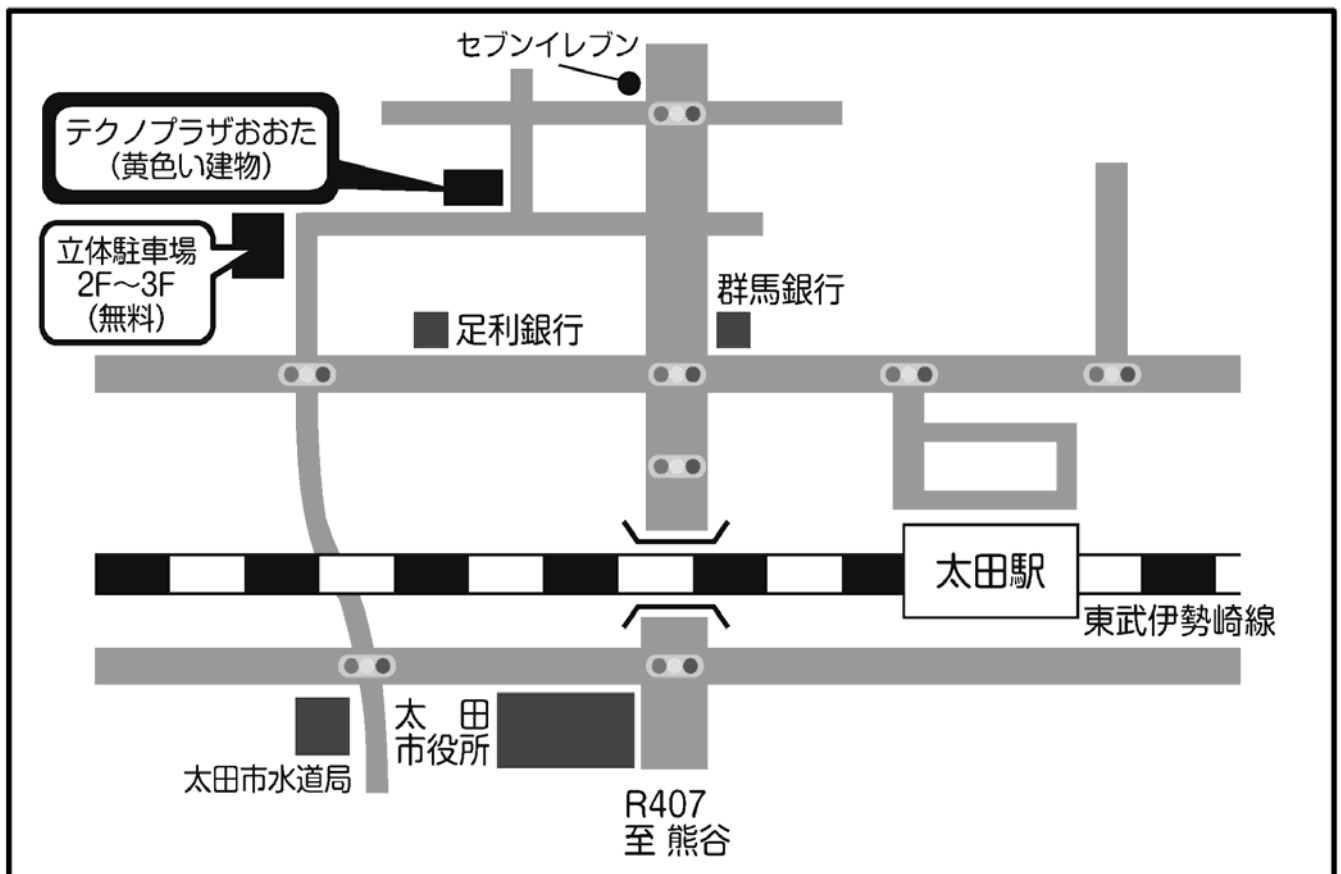 セブンイレブン
テクノプラザおおた
(黄色い建物)
立体駐車場
2F～3F
(無料)
群馬銀行
足利銀行
太田駅
東武伊勢崎線
太 田
市役所
太田市水道局
R407
至 熊谷